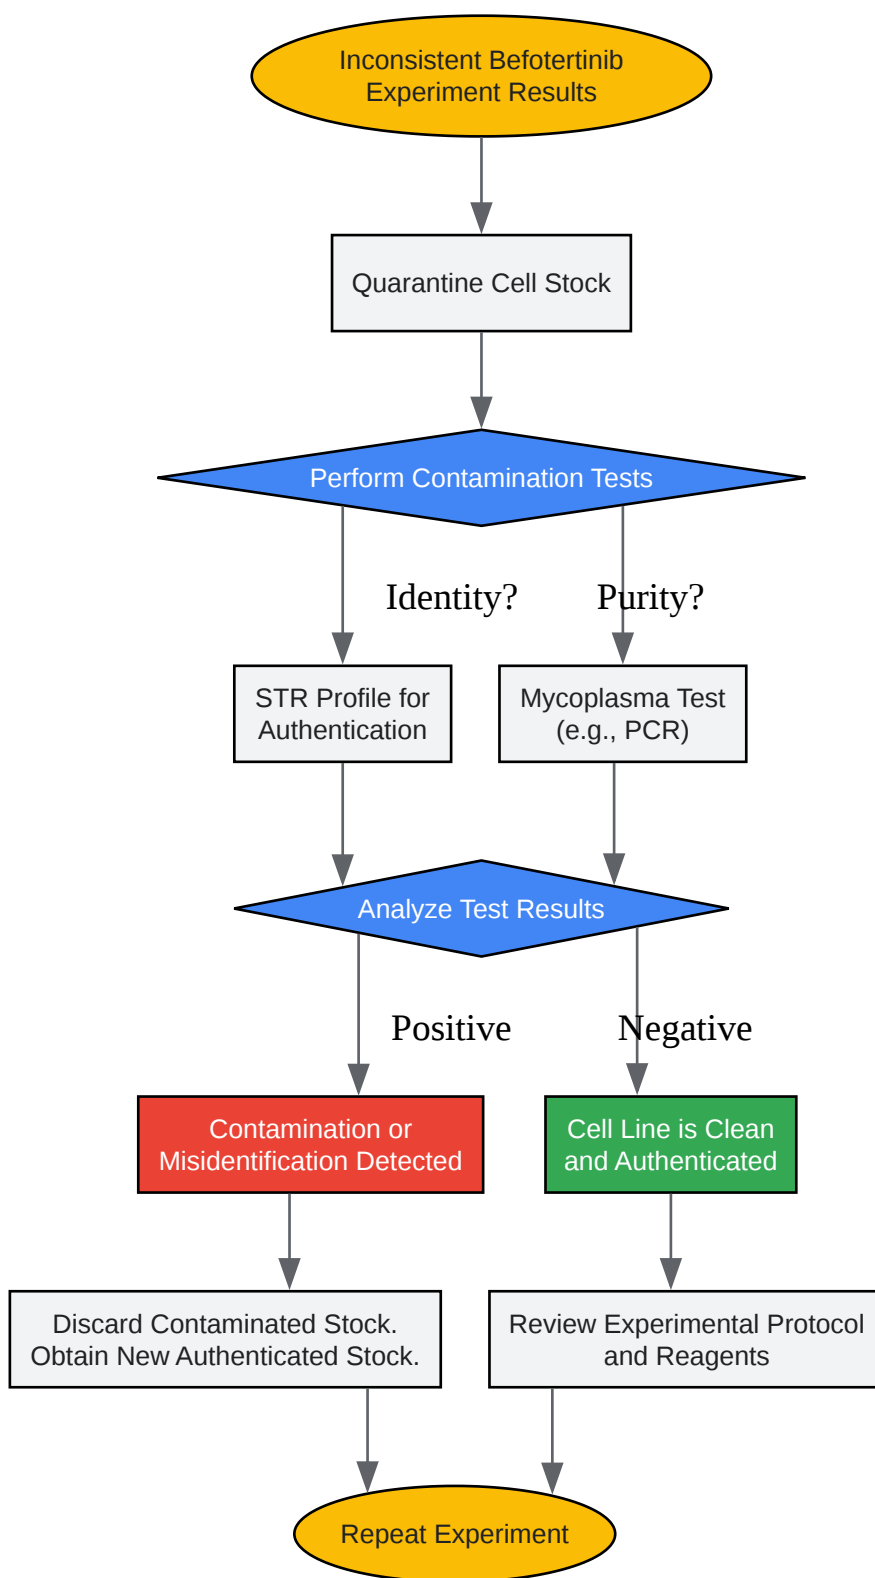 Inconsistent Befotertinib
Experiment Results
Quarantine Cell Stock
Perform Contamination Tests
Identity?
Purity?
STR Profile for
Authentication
Mycoplasma Test
(e.g., PCR)
Analyze Test Results
Positive
Negative
Contamination or
Misidentification Detected
Cell Line is Clean
and Authenticated
Discard Contaminated Stock.
Obtain New Authenticated Stock.
Review Experimental Protocol
and Reagents
Repeat Experiment